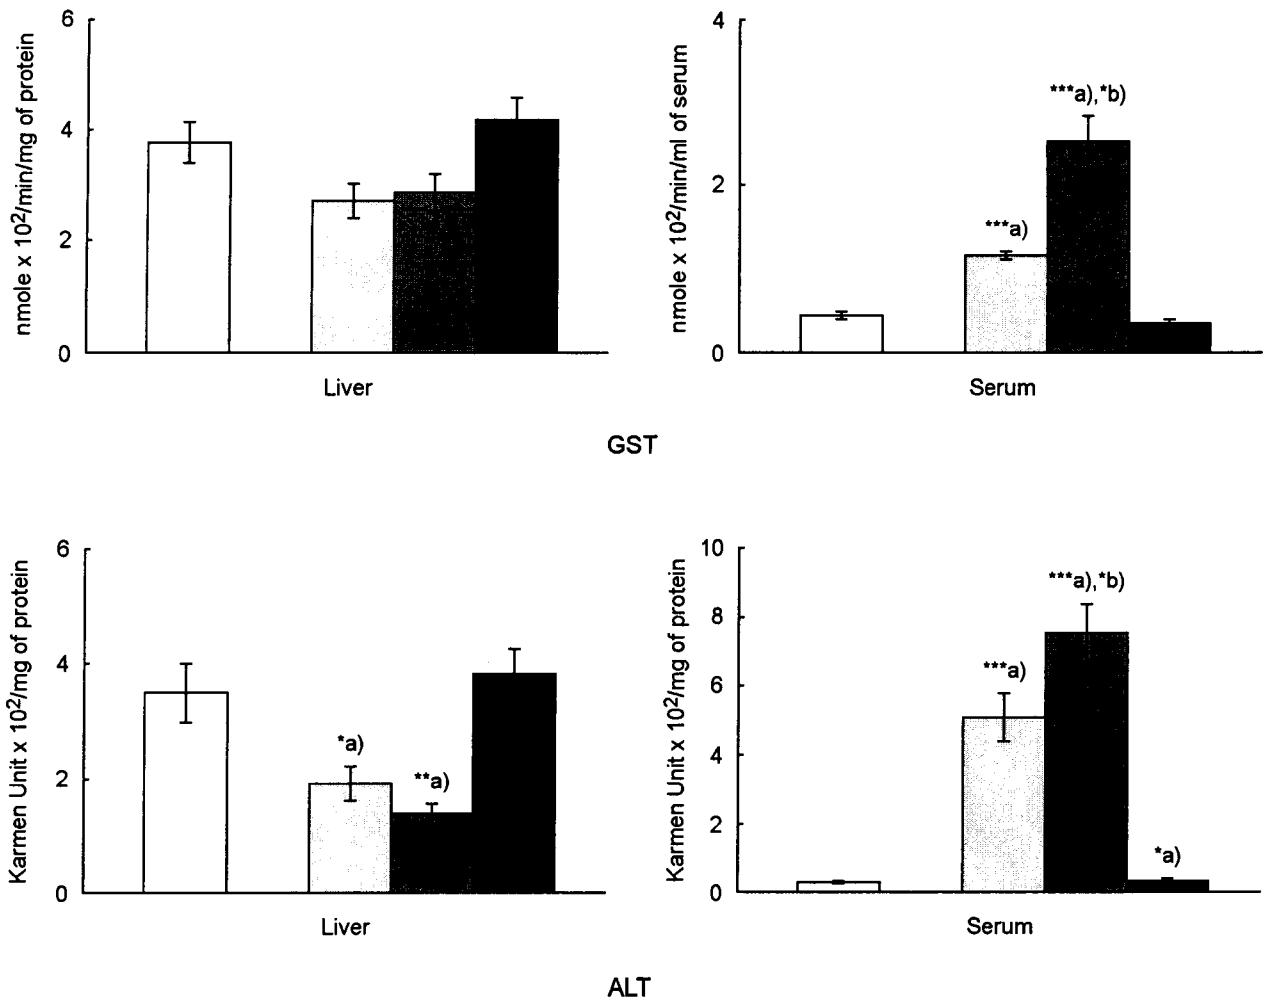 nmole x 10²/min/mg of protein
6
4
2
0
Liver
nmole x 10²/min/ml of serum
4
2
0
***a)
***a),*b)
Serum
GST
Karmen Unit x 10²/mg of protein
6
4
2
0
*a)
**a)
Liver
Karmen Unit x 10²/mg of protein
10
8
6
4
2
0
***a)
***a),*b)
*a)
Serum
ALT